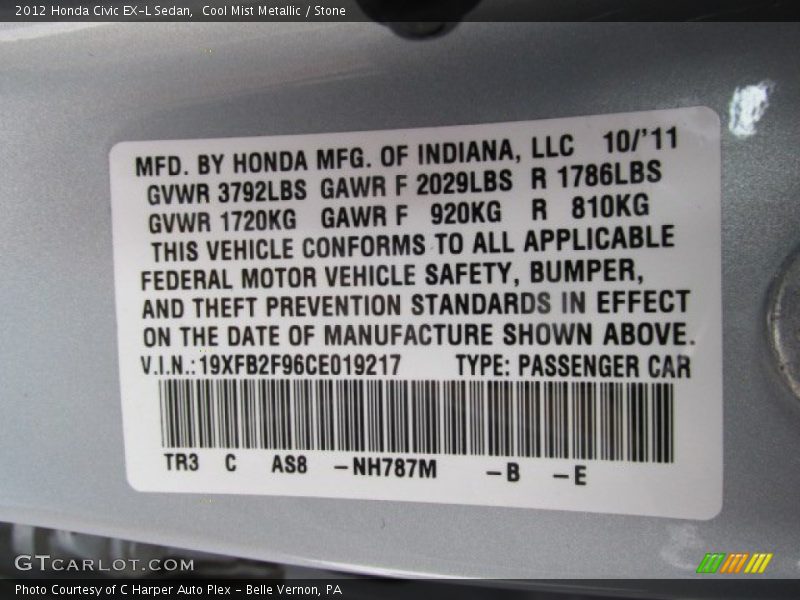 2012 Honda Civic EX-L Sedan, Cool Mist Metallic / Stone
MFD. BY HONDA MFG. OF INDIANA, LLC 10/'11
GVWR 3792LBS GAWR F 2029LBS R 1786LBS
GVWR 1720KG GAWR F 920KG R 810KG
THIS VEHICLE CONFORMS TO ALL APPLICABLE
FEDERAL MOTOR VEHICLE SAFETY, BUMPER,
AND THEFT PREVENTION STANDARDS IN EFFECT
ON THE DATE OF MANUFACTURE SHOWN ABOVE.
V.I.N.:19XFB2F96CE019217 TYPE: PASSENGER CAR
TR3 C AS8 -NH787M -B -E
GTCARLOT.COM
Photo Courtesy of C Harper Auto Plex - Belle Vernon, PA